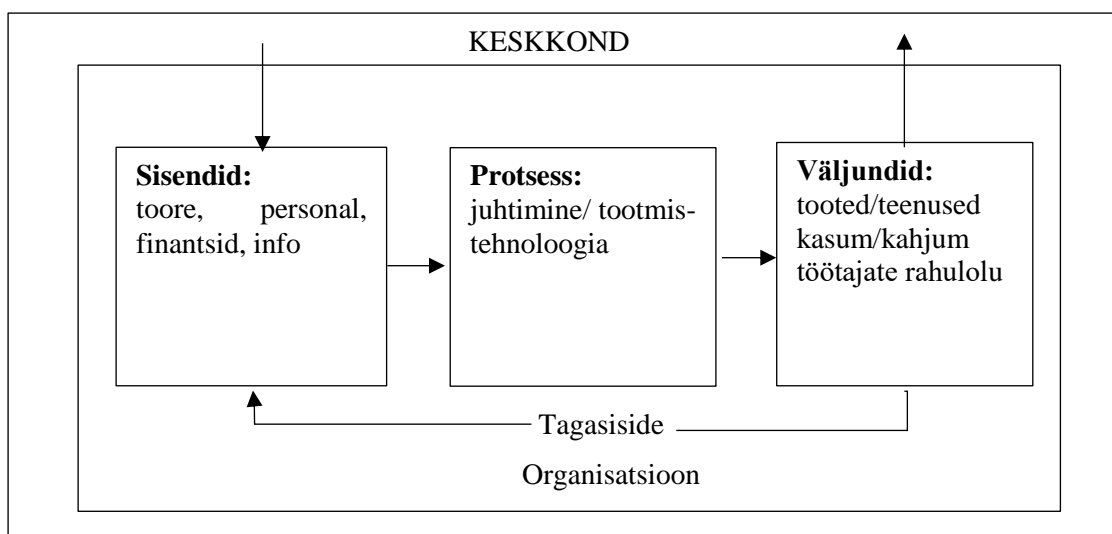 KESKKOND
Sisendid:
toore, personal,
finantsid, info
Protsess:
juhtimine/ tootmis-
tehnoloogia
Väljundid:
tooted/teenused
kasum/kahjum
töötajate rahulolu
Tagasiside
Organisatsioon